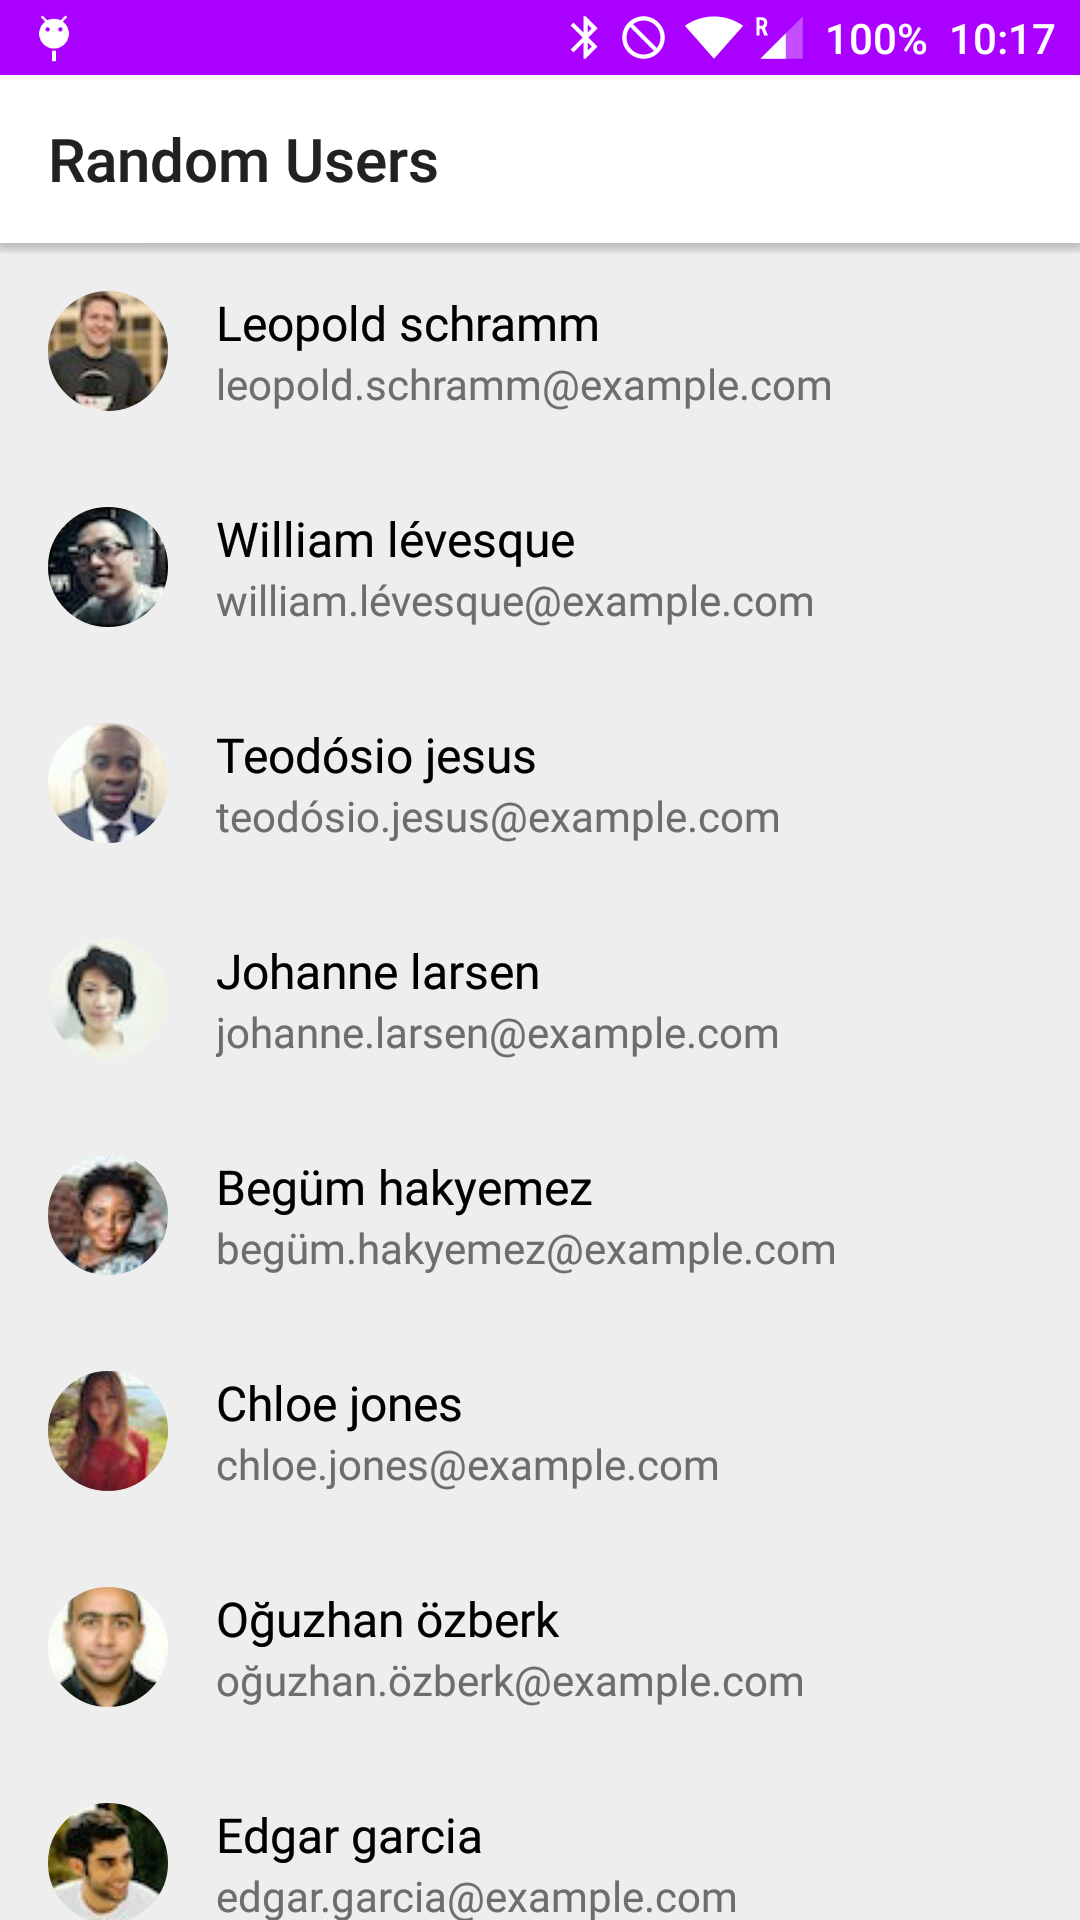 R 100% 10:17
Random Users
Leopold schramm
leopold.schramm@example.com
William lévesque
william.lévesque@example.com
Teodósio jesus
teodósio.jesus@example.com
Johanne larsen
johanne.larsen@example.com
Begüm hakyemez
begüm.hakyemez@example.com
Chloe jones
chloe.jones@example.com
Oğuzhan özberk
oğuzhan.özberk@example.com
Edgar garcia
edgar.garcia@example.com